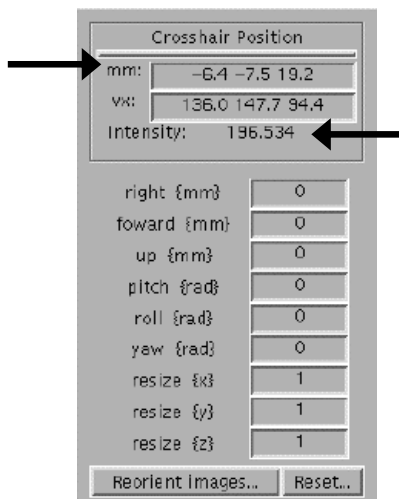 Crosshair Position
mm: -6.4 -7.5 19.2
vx: 136.0 147.7 94.4
Intensity: 196.534
right {mm} 0
foward {mm} 0
up {mm} 0
pitch {rad} 0
roll {rad} 0
yaw {rad} 0
resize {x} 1
resize {y} 1
resize {z} 1
Reorient images... Reset...